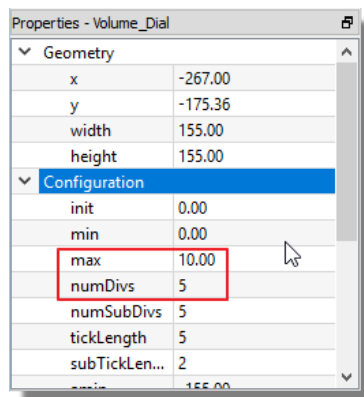 Properties - Volume_Dial
Geometry
x -267.00
y -175.36
width 155.00
height 155.00
Configuration
init 0.00
min 0.00
max 10.00
numDivs 5
numSubDivs 5
tickLength 5
subTickLen... 2